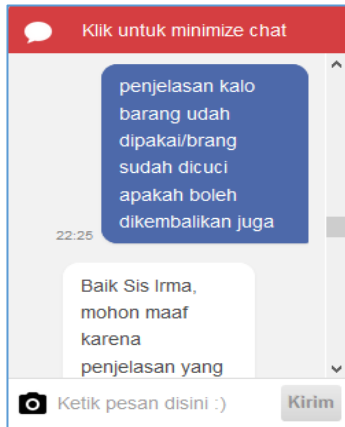 Klik untuk minimize chat
penjelasan kalo
barang udah
dipakai/brang
sudah dicuci
apakah boleh
dikembalikan juga
22:25
Baik Sis Irma,
mohon maaf
karena
penjelasan yang
Ketik pesan disini :)
Kirim